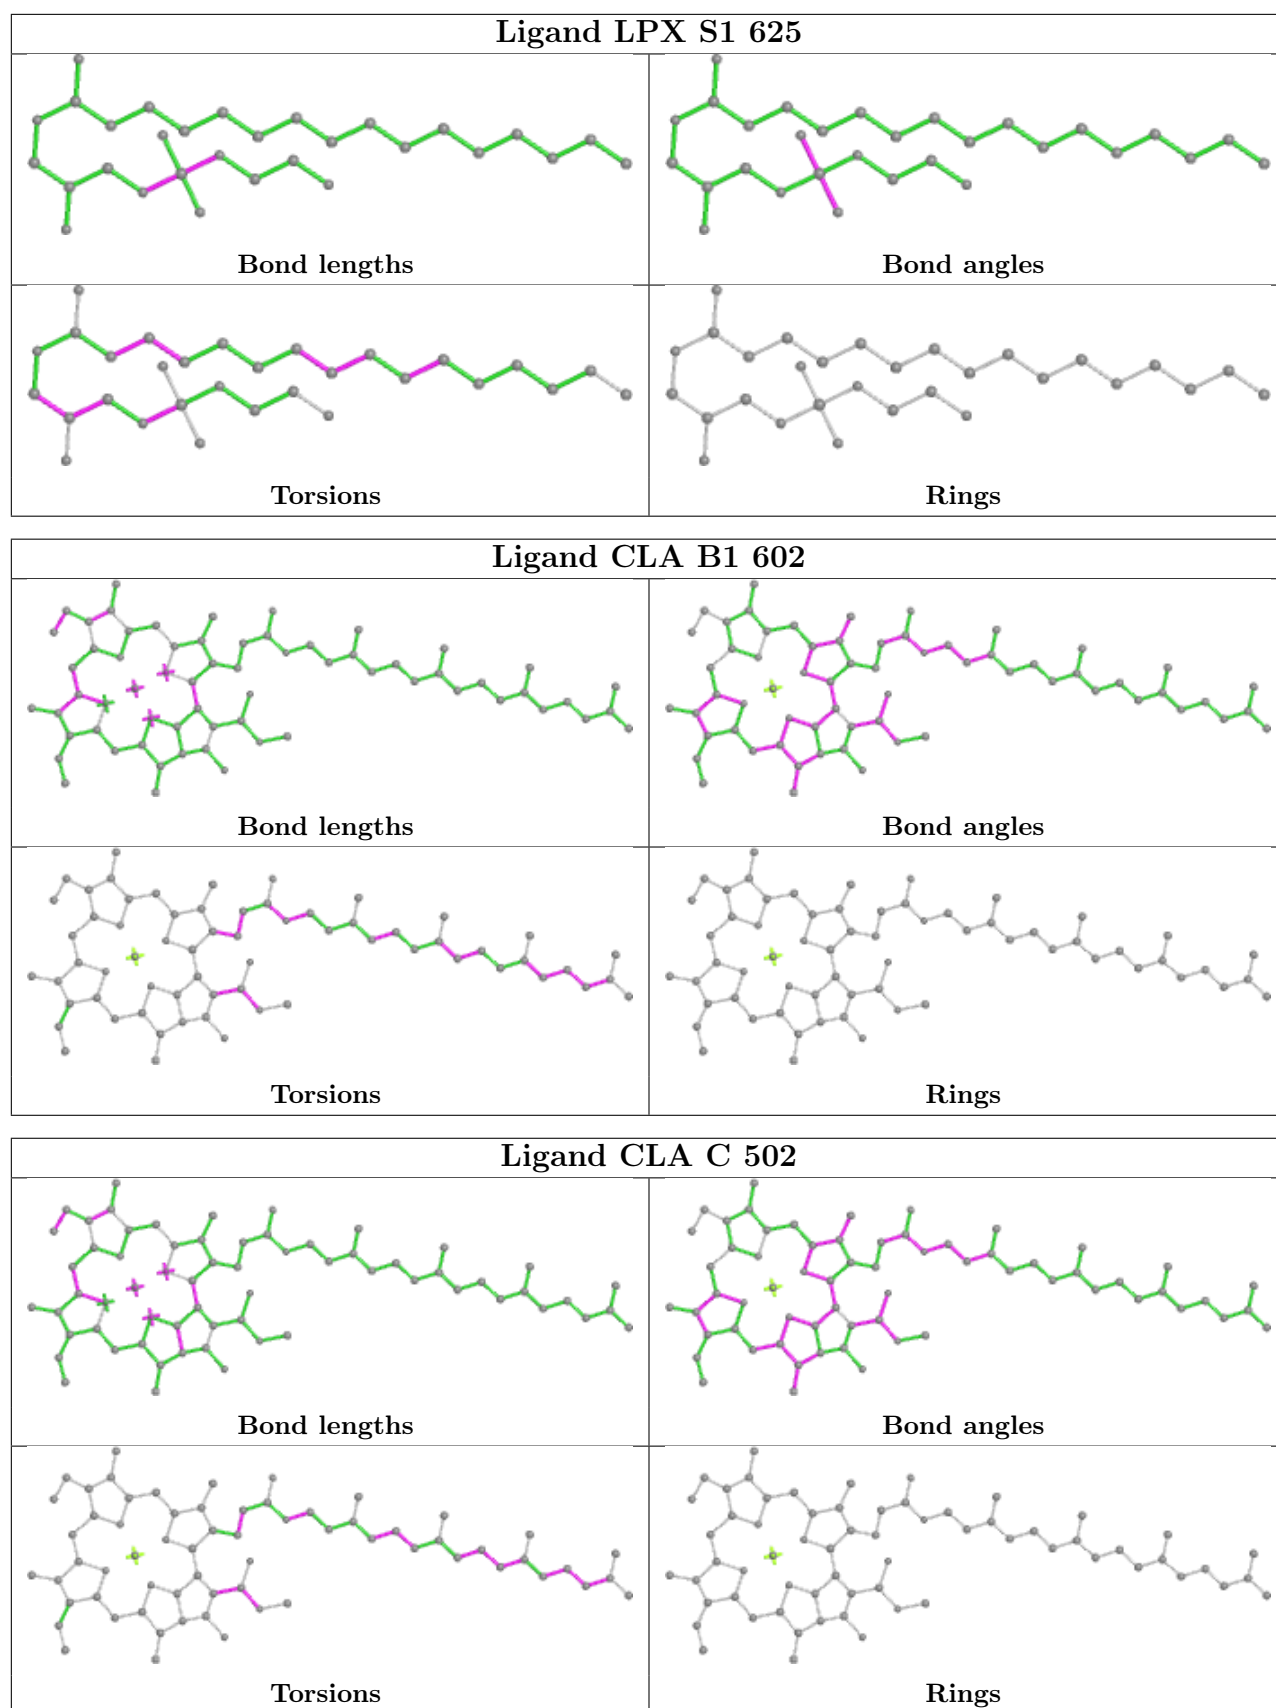 Ligand LPX S1 625
Bond lengths
Bond angles
Torsions
Rings
Ligand CLA B1 602
Bond lengths
Bond angles
Torsions
Rings
Ligand CLA C 502
Bond lengths
Bond angles
Torsions
Rings